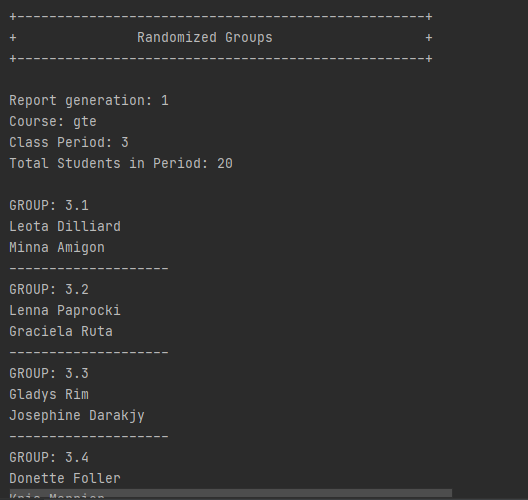 +---------------------------------------------------+
+               Randomized Groups                   +
+---------------------------------------------------+
Report generation: 1
Course: gte
Class Period: 3
Total Students in Period: 20
GROUP: 3.1
Leota Dilliard
Minna Amigon
--------------------
GROUP: 3.2
Lenna Paprocki
Graciela Ruta
--------------------
GROUP: 3.3
Gladys Rim
Josephine Darakjy
--------------------
GROUP: 3.4
Donette Foller